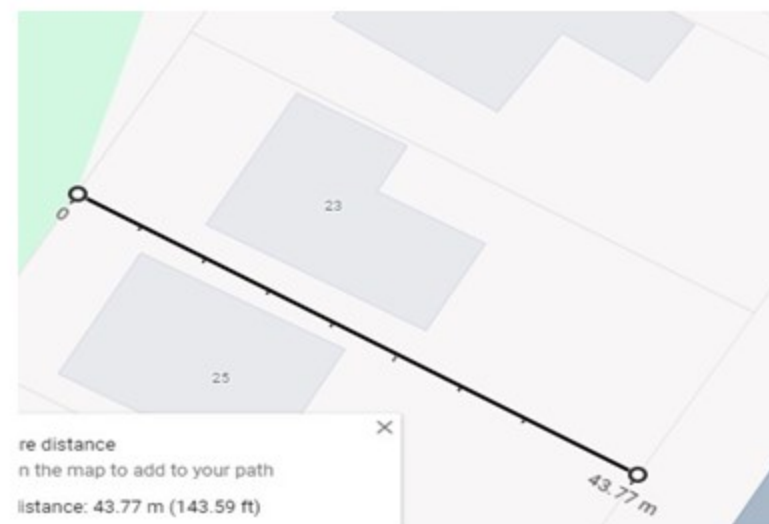 23
0
25
43.77 m
re distance
n the map to add to your path
listance: 43.77 m (143.59 ft)